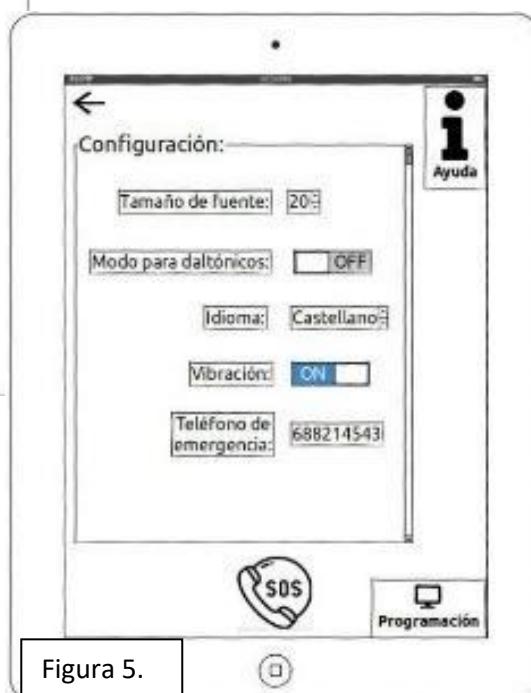 Configuración:
Ayuda
Tamaño de fuente: 20
Modo para daltónicos: OFF
Idioma: Castellano
Vibración: ON
Teléfono de
emergencia: 688214543
SOS
Programación
Figura 5.